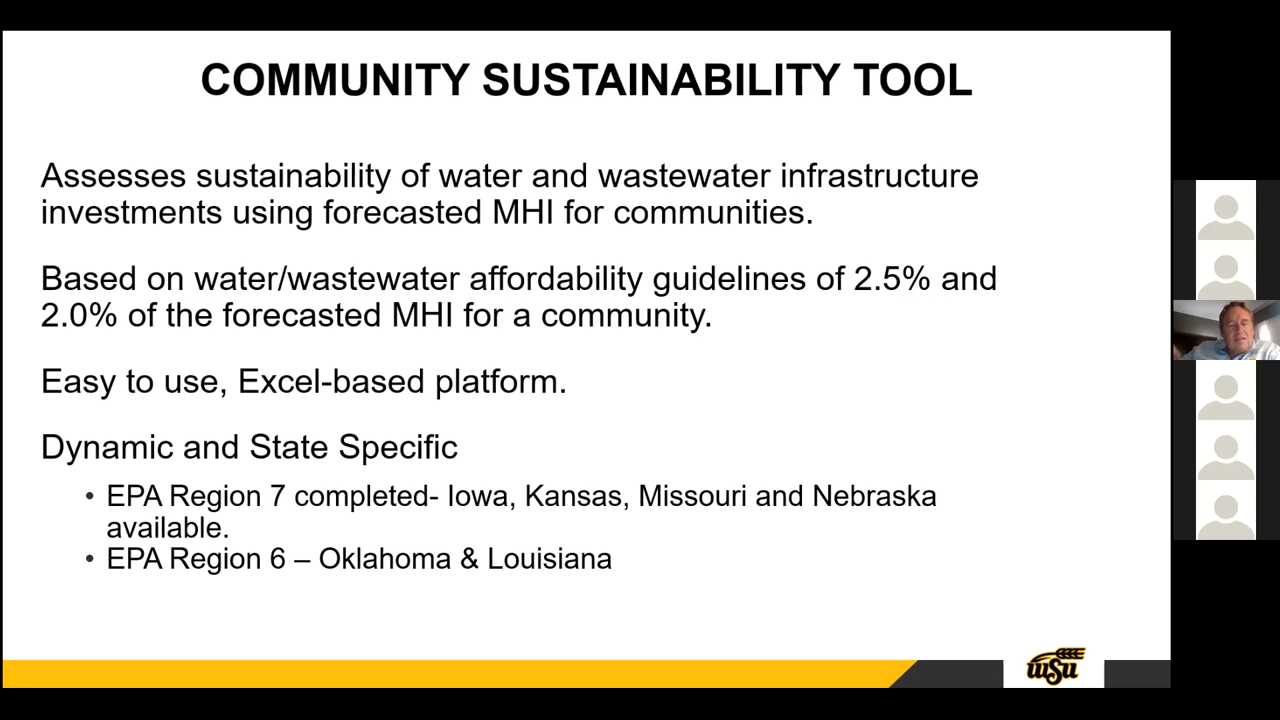 COMMUNITY SUSTAINABILITY TOOL
Assesses sustainability of water and wastewater infrastructure
investments using forecasted MHI for communities.
Based on water/wastewater affordability guidelines of 2.5% and
2.0% of the forecasted MHI for a community.
Easy to use, Excel-based platform.
Dynamic and State Specific
• EPA Region 7 completed- Iowa, Kansas, Missouri and Nebraska
available.
• EPA Region 6 – Oklahoma & Louisiana
WSU